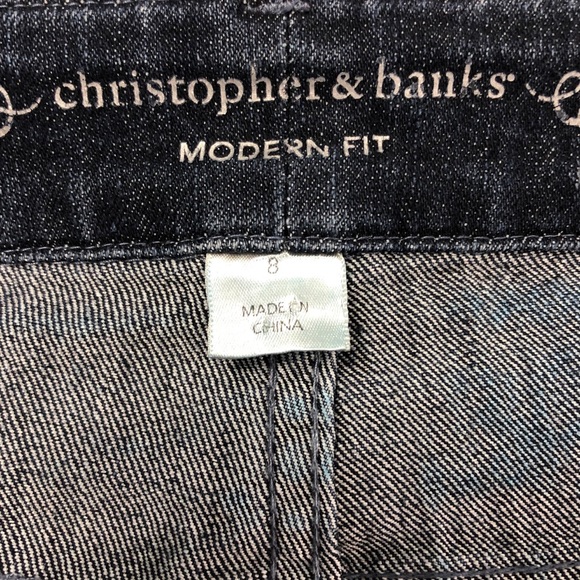 christopher & banks
MODERN FIT
8
MADE IN
CHINA